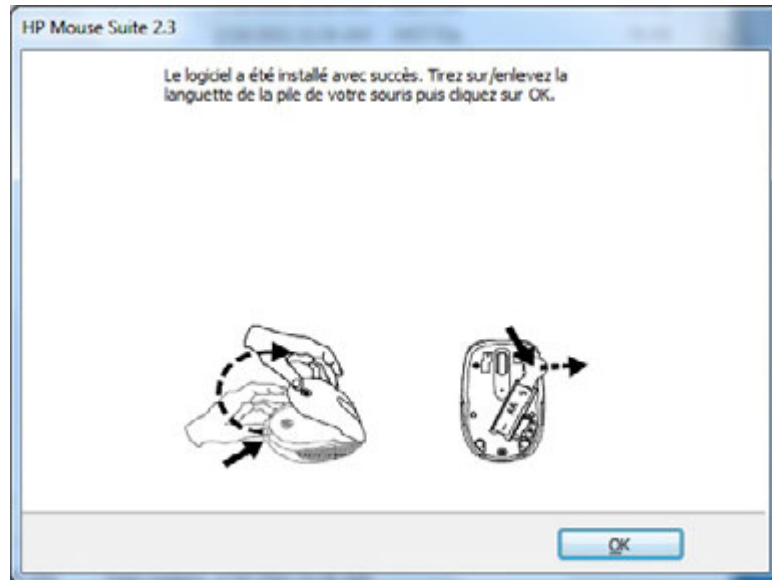 HP Mouse Suite 2.3
Le logiciel a été installé avec succès. Tirez sur/enlevez la
languette de la pile de votre souris puis cliquez sur OK.
OK